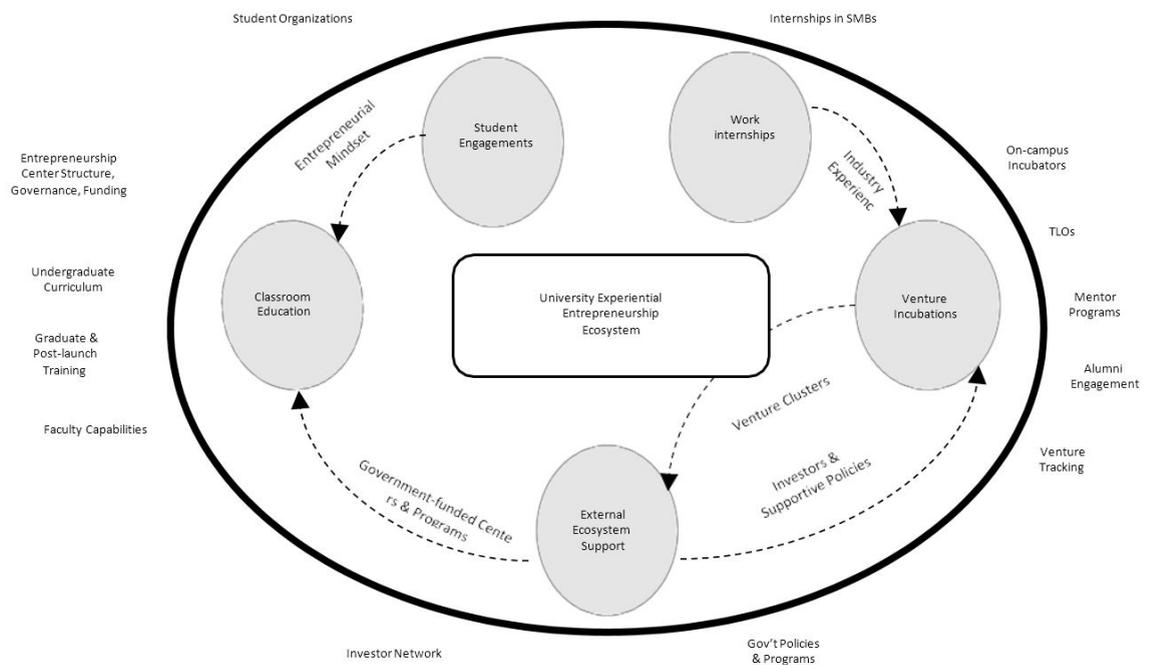 Student Organizations
Internships in SMBs
Entrepreneurial
Mindset
Student
Engagements
Work
internships
Industry
Experienc
Entrepreneurship
Center Structure,
Governance, Funding
On-campus
Incubators
TLOs
Undergraduate
Curriculum
Classroom
Education
University Experiential
Entrepreneurship
Ecosystem
Venture
Incubations
Mentor
Programs
Graduate &
Post-launch
Training
Alumni
Engagement
Venture Clusters
Faculty Capabilities
Venture
Tracking
Government-funded Cente
rs & Programs
Investors &
Supportive Policies
External
Ecosystem
Support
Investor Network
Gov't Policies
& Programs